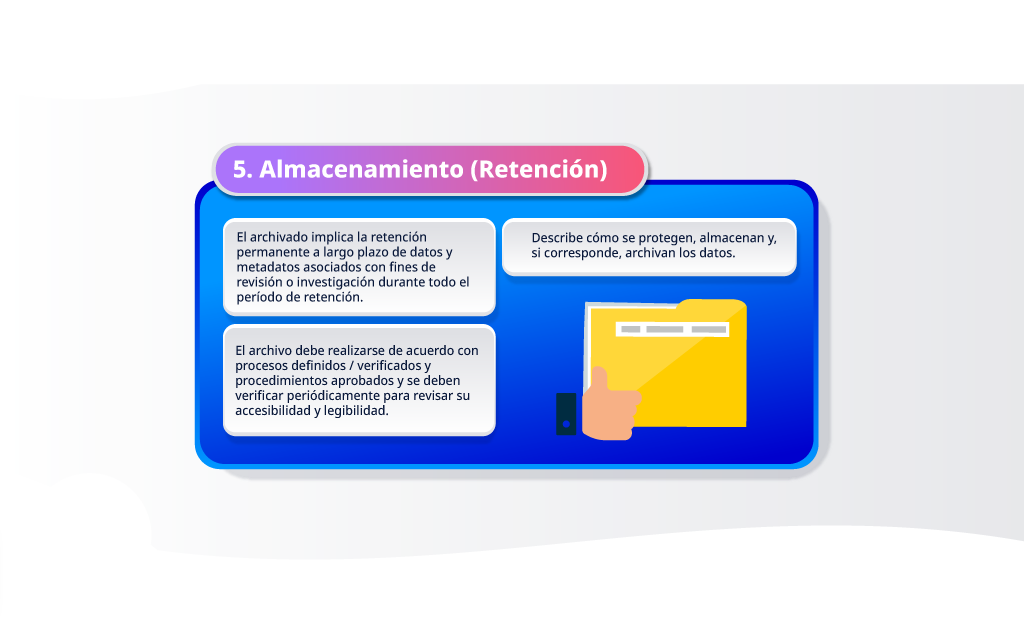 5. Almacenamiento (Retención)
El archivado implica la retención
permanente a largo plazo de datos y
metadatos asociados con fines de
revisión o investigación durante todo el
período de retención.
Describe cómo se protegen, almacenan y,
si corresponde, archivan los datos.
El archivo debe realizarse de acuerdo con
procesos definidos / verificados y
procedimientos aprobados y se deben
verificar periódicamente para revisar su
accesibilidad y legibilidad.